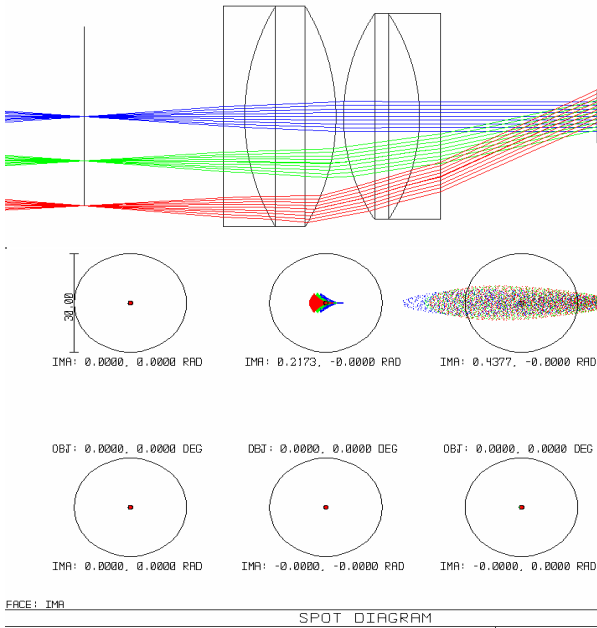 30.00
IMA: 0.0000, 0.0000 RAD
IMA: 0.2173, -0.0000 RAD
IMA: 0.4377, -0.0000 RAD
OBJ: 0.0000, 0.0000 DEG
OBJ: 0.0000, 0.0000 DEG
OBJ: 0.0000, 0.0000 DEG
IMA: 0.0000, 0.0000 RAD
IMA: -0.0000, -0.0000 RAD
IMA: -0.0000, 0.0000 RAD
FACE: IMA
SPOT DIAGRAM